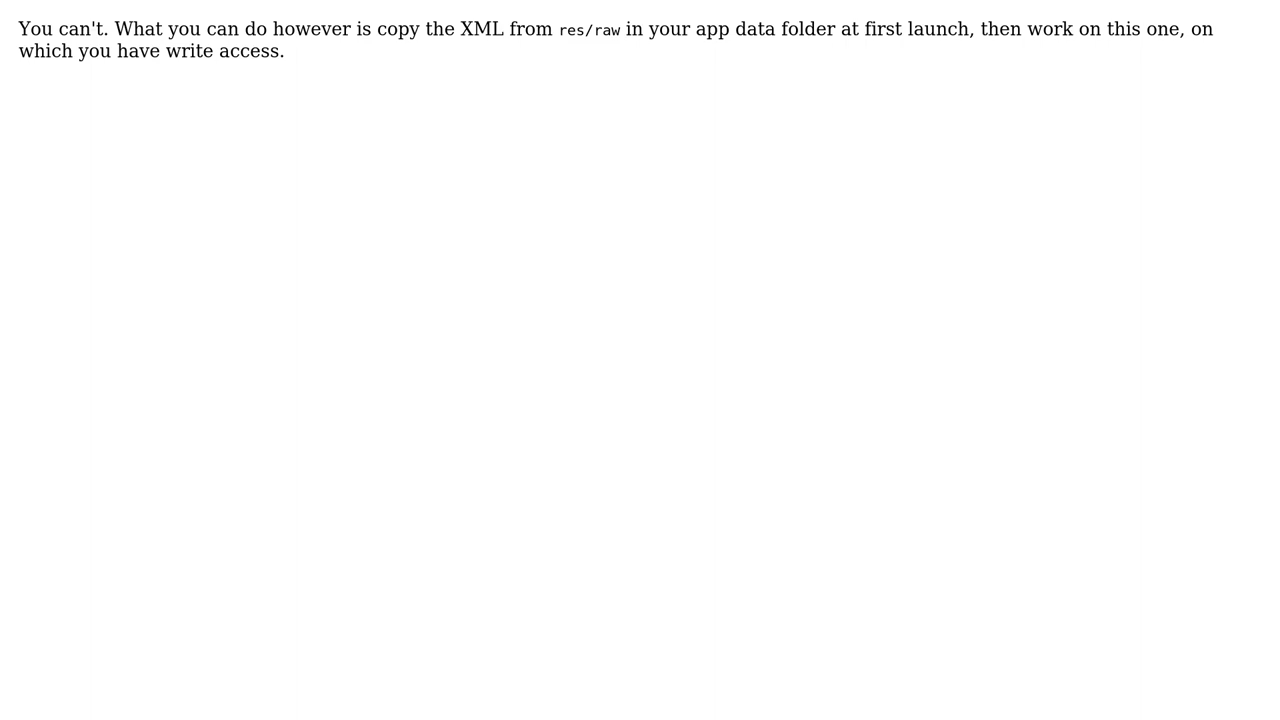 You can't. What you can do however is copy the XML from res/raw in your app data folder at first launch, then work on this one, on
which you have write access.